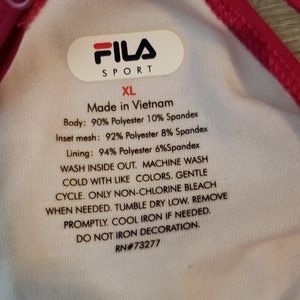 FILA
SPORT
XL
Made in Vietnam
Body: 90% Polyester 10% Spandex
Inset mesh: 92% Polyester 8% Spandex
Lining: 94% Polyester 6%Spandex
WASH INSIDE OUT. MACHINE WASH
COLD WITH LIKE COLORS. GENTLE
CYCLE. ONLY NON-CHLORINE BLEACH
WHEN NEEDED. TUMBLE DRY LOW. REMOVE
PROMPTLY. COOL IRON IF NEEDED.
DO NOT IRON DECORATION.
RN#73277